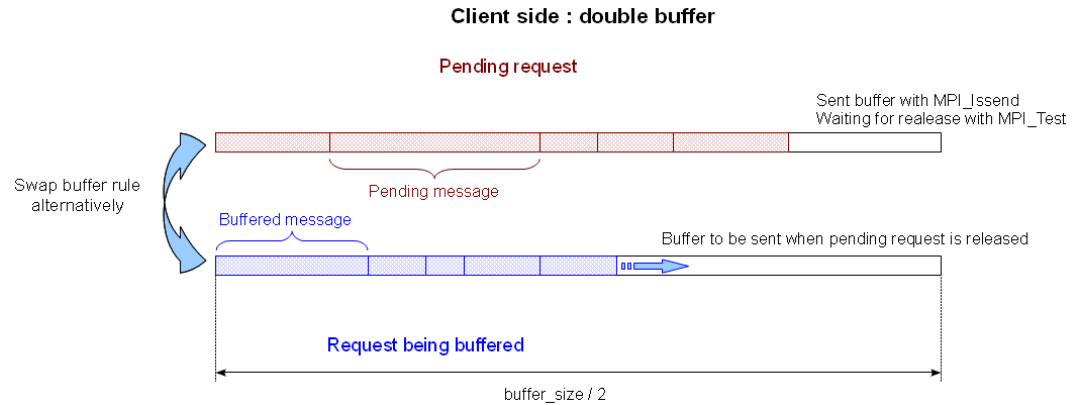 Client side : double buffer
Pending request
Sent buffer with MPI_Issend
Waiting for realease with MPI_Test
Pending message
Swap buffer rule
alternatively
Buffered message
Buffer to be sent when pending request is released
Request being buffered
buffer_size / 2